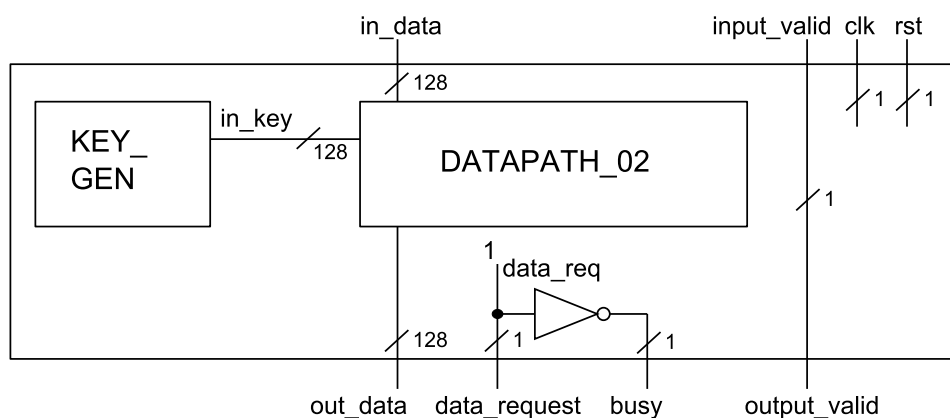 in_data
input_valid clk rst
128
1
1
in_key
128
KEY_
GEN
DATAPATH_02
1
1
data_req
128
1
1
out_data data_request busy output_valid